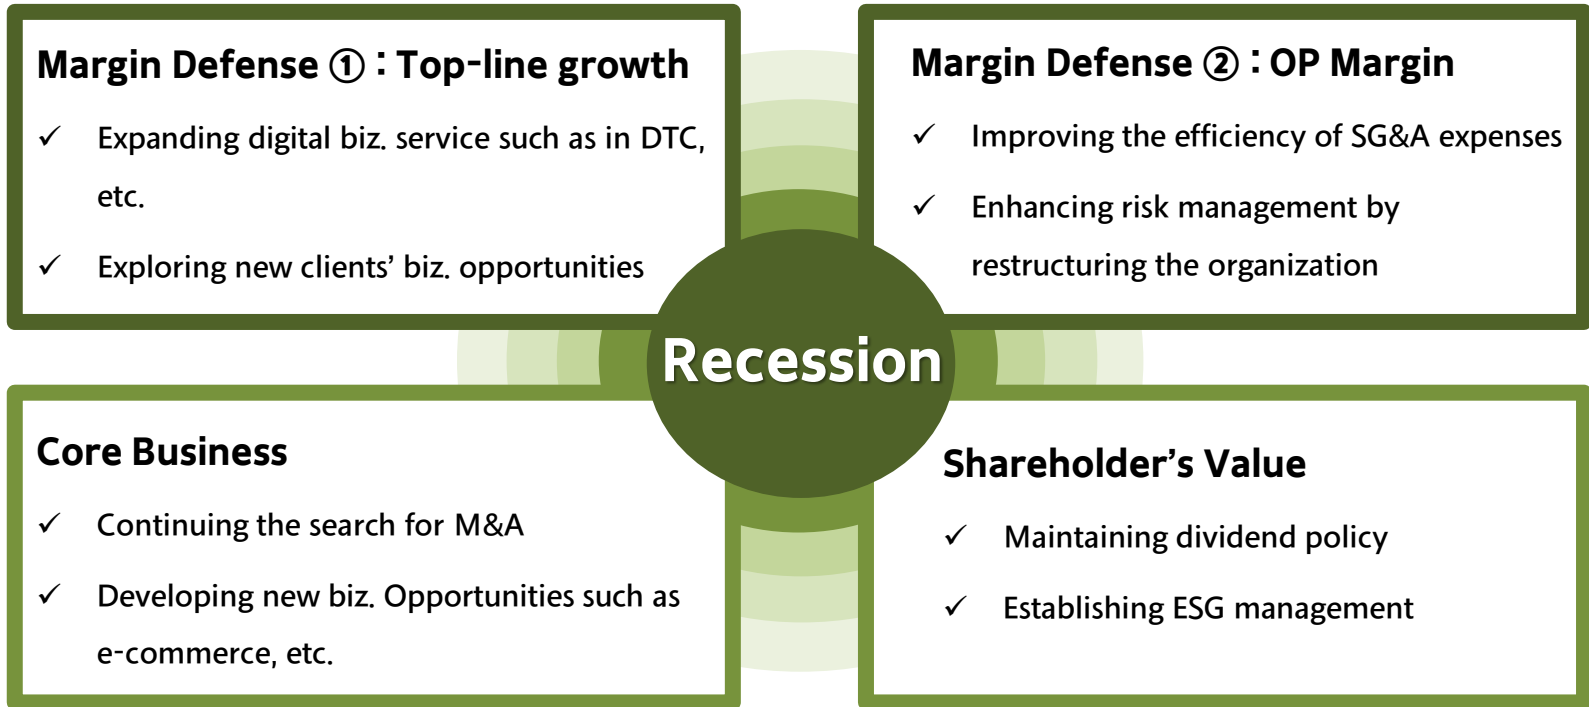 Margin Defense ① : Top-line growth
✓ Expanding digital biz. service such as in DTC,
etc.
✓ Exploring new clients’ biz. opportunities
Margin Defense ② : OP Margin
✓ Improving the efficiency of SG&A expenses
✓ Enhancing risk management by
restructuring the organization
Recession
Core Business
✓ Continuing the search for M&A
✓ Developing new biz. Opportunities such as
e-commerce, etc.
Shareholder’s Value
✓ Maintaining dividend policy
✓ Establishing ESG management